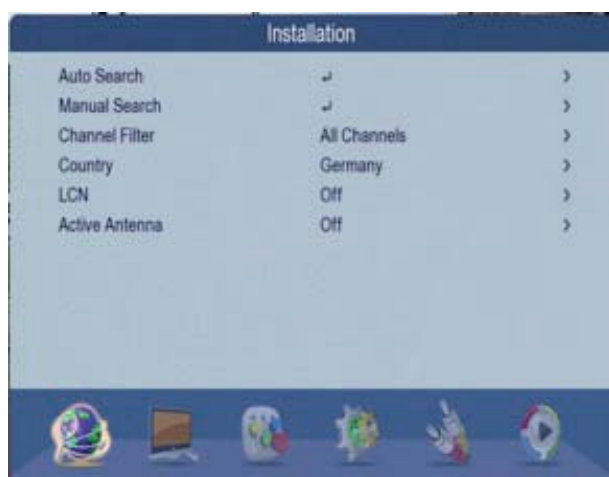 Installation
Auto Search
Manual Search
Channel Filter All Channels
Country Germany
LCN Off
Active Antenna Off